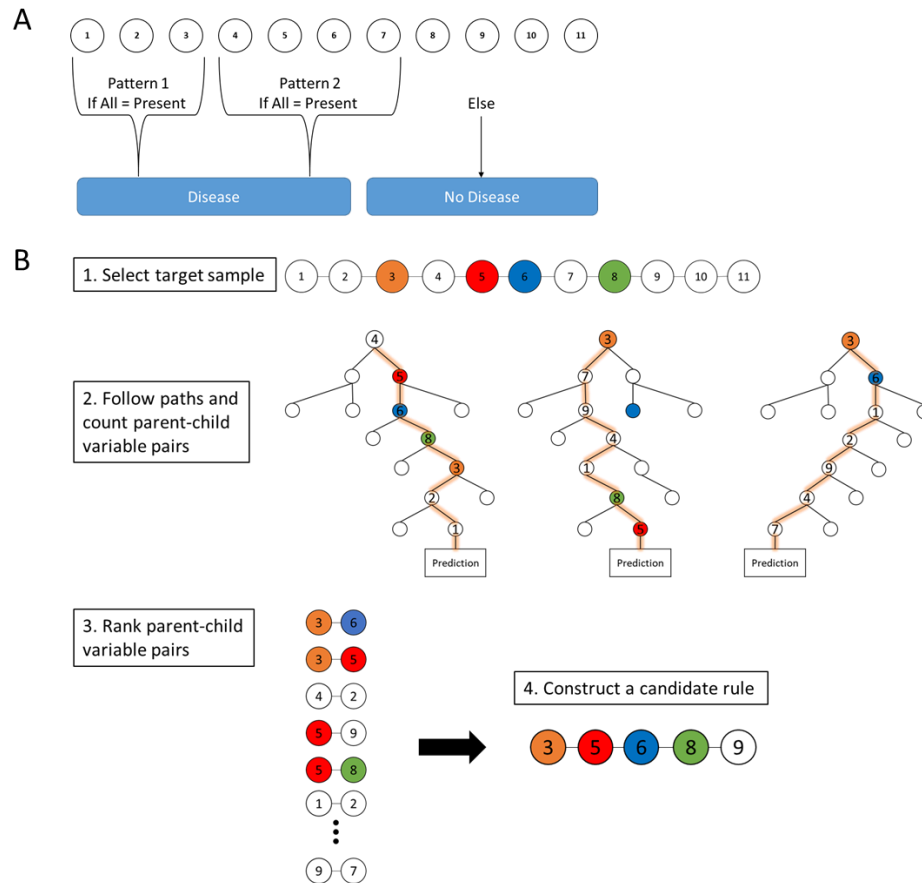 A
1 2 3 4 5 6 7 8 9 10 11
Pattern 1
If All = Present
Pattern 2
If All = Present
Else
Disease
No Disease
B
1. Select target sample
1 2 3 4 5 6 7 8 9 10 11
2. Follow paths and
count parent-child
variable pairs
4
5
6
8
3
2
1
Prediction
3
7
9
4
1
8
5
Prediction
3
6
1
2
9
4
7
Prediction
3. Rank parent-child
variable pairs
3 6
3 5
4 2
5 9
5 8
1 2
9 7
4. Construct a candidate rule
3 5 6 8 9